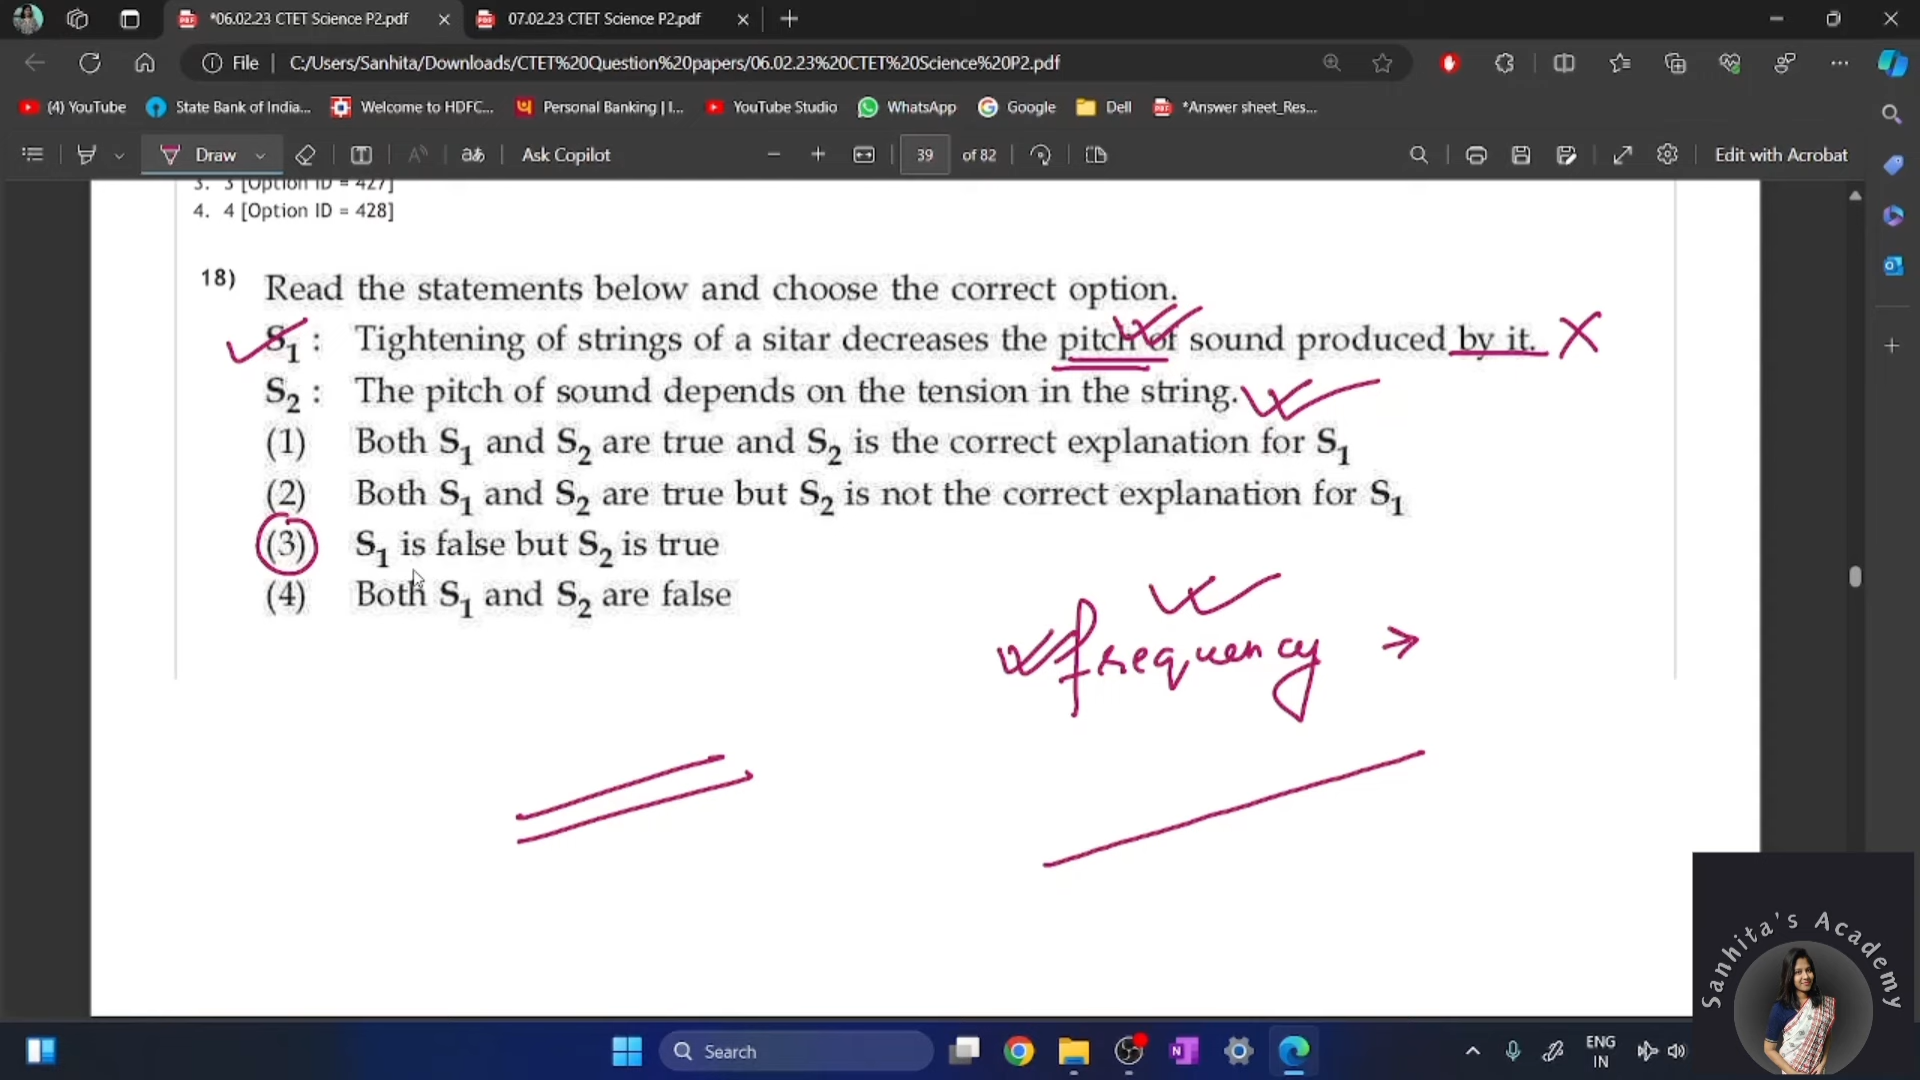 *06.02.23 CTET Science P2.pdf
07.02.23 CTET Science P2.pdf
File
C:/Users/Sanhita/Downloads/CTET%20Question%20papers/06.02.23%20CTET%20Science%20P2.pdf
(4) YouTube
State Bank of India...
Welcome to HDFC...
Personal Banking | I...
YouTube Studio
WhatsApp
Google
Dell
*Answer sheet_Res...
Draw
Ask Copilot
39
of 82
Edit with Acrobat
3. 3 [Option ID = 427]
4. 4 [Option ID = 428]
18) Read the statements below and choose the correct option.
S1 : Tightening of strings of a sitar decreases the pitch of sound produced by it.
S2 : The pitch of sound depends on the tension in the string.
(1) Both S1 and S2 are true and S2 is the correct explanation for S1
(2) Both S1 and S2 are true but S2 is not the correct explanation for S1
(3) S1 is false but S2 is true
(4) Both S1 and S2 are false
frequency →
Sanhita's Academy
Search
ENG
IN